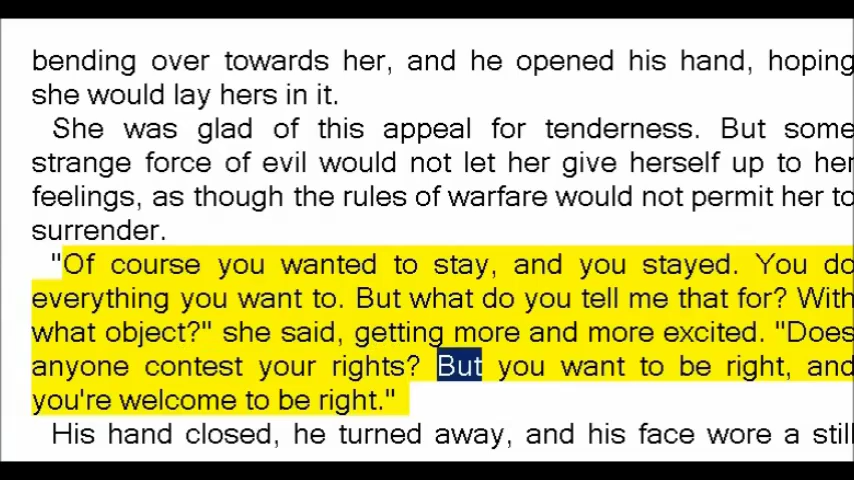 bending over towards her, and he opened his hand, hoping
she would lay hers in it.
She was glad of this appeal for tenderness. But some
strange force of evil would not let her give herself up to her
feelings, as though the rules of warfare would not permit her to
surrender.
"Of course you wanted to stay, and you stayed. You do
everything you want to. But what do you tell me that for? With
what object?" she said, getting more and more excited. "Does
anyone contest your rights? But you want to be right, and
you're welcome to be right."
His hand closed, he turned away, and his face wore a still